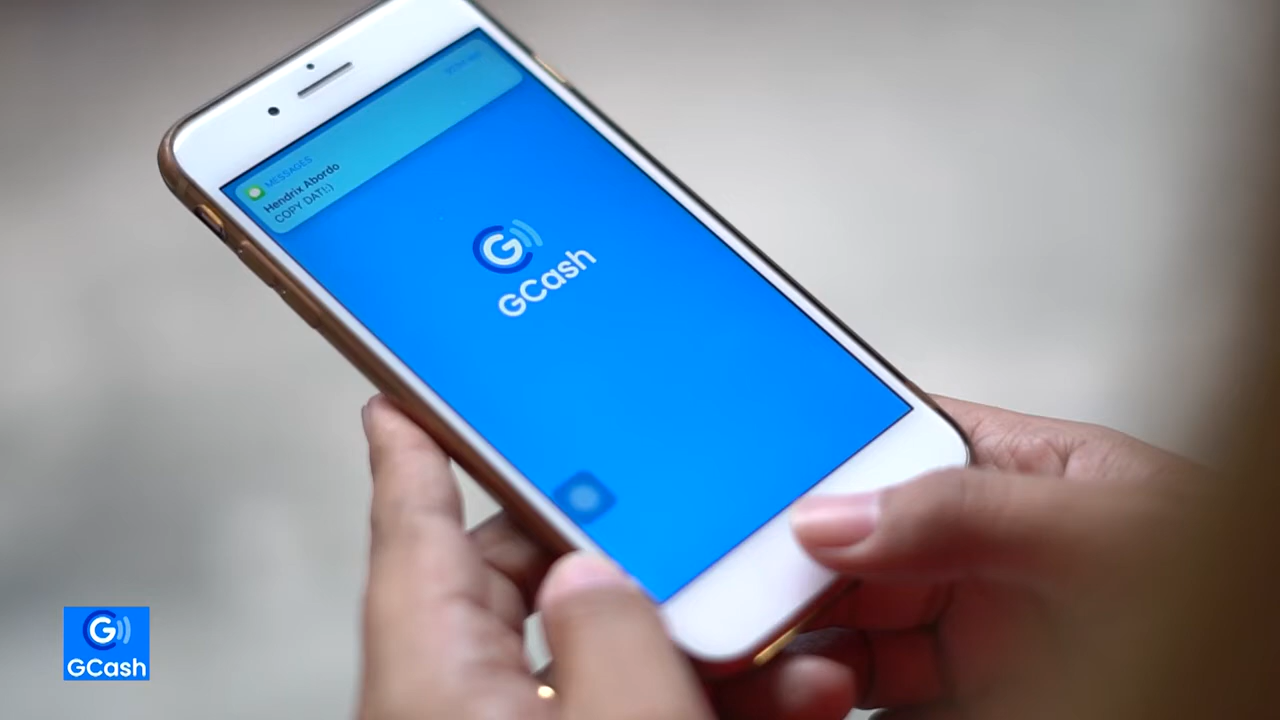 MESSAGES
Hendrix Abordo
COPY DAT!:)
G
GCash
G
GCash